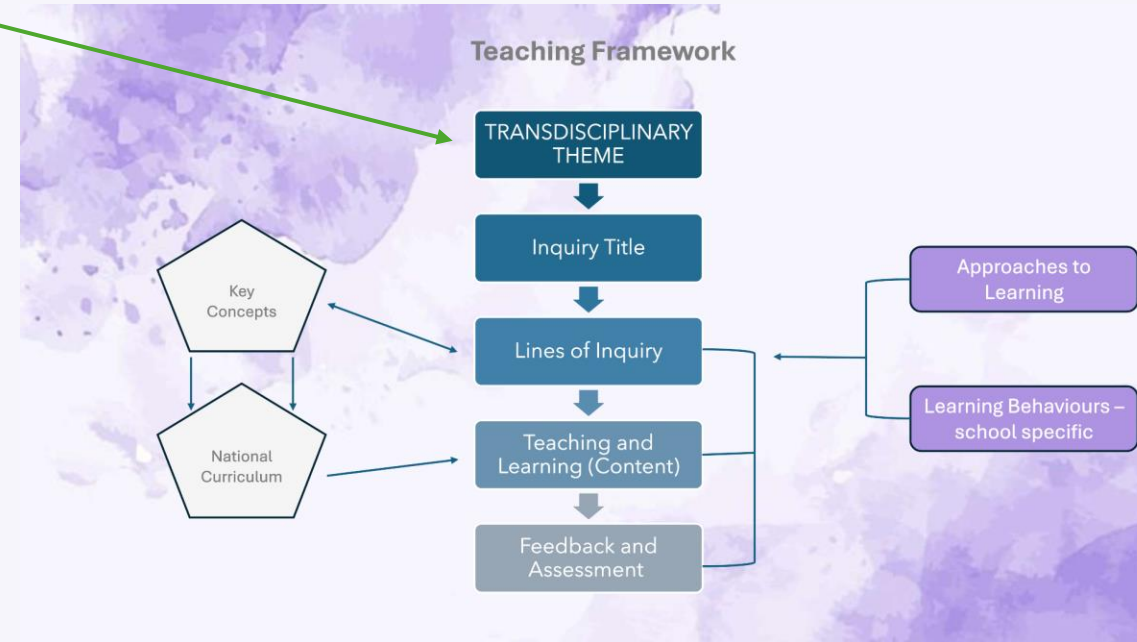 Teaching Framework
TRANSDISCIPLINARY
THEME
Inquiry Title
Key
Concepts
Lines of Inquiry
Approaches to
Learning
National
Curriculum
Teaching and
Learning (Content)
Learning Behaviours –
school specific
Feedback and
Assessment